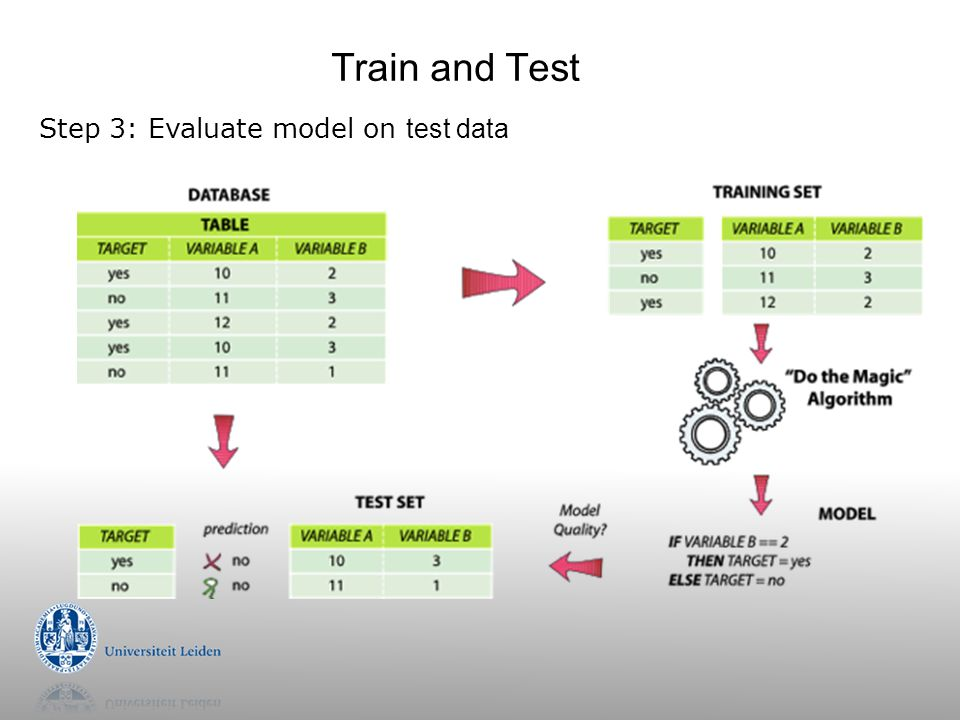 Train and Test
Step 3: Evaluate model on test data
DATABASE
TABLE
TARGET VARIABLE A VARIABLE B
yes 10 2
no 11 3
yes 12 2
yes 10 3
no 11 1
TRAINING SET
TARGET VARIABLE A VARIABLE B
yes 10 2
no 11 3
yes 12 2
"Do the Magic"
Algorithm
MODEL
IF VARIABLE B == 2
THEN TARGET = yes
ELSE TARGET = no
Model
Quality?
TEST SET
TARGET prediction VARIABLE A VARIABLE B
yes no 10 3
no no 11 1
Universiteit Leiden